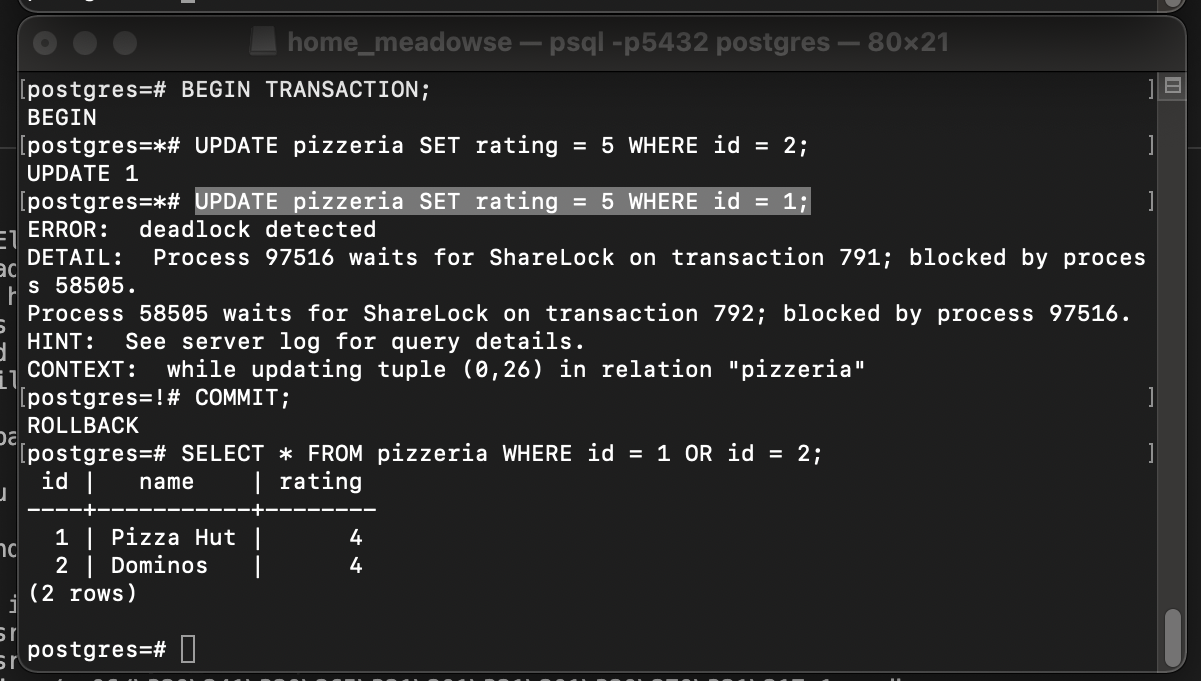 home_meadowse — psql -p5432 postgres — 80×21
[postgres=# BEGIN TRANSACTION; ]
BEGIN
[postgres=*# UPDATE pizzeria SET rating = 5 WHERE id = 2; ]
UPDATE 1
[postgres=*# UPDATE pizzeria SET rating = 5 WHERE id = 1; ]
ERROR:  deadlock detected
DETAIL:  Process 97516 waits for ShareLock on transaction 791; blocked by proces
s 58505.
Process 58505 waits for ShareLock on transaction 792; blocked by process 97516.
HINT:  See server log for query details.
CONTEXT:  while updating tuple (0,26) in relation "pizzeria"
[postgres=!# COMMIT; ]
ROLLBACK
[postgres=# SELECT * FROM pizzeria WHERE id = 1 OR id = 2; ]
 id |   name    | rating
----+-----------+--------
  1 | Pizza Hut |      4
  2 | Dominos   |      4
(2 rows)
postgres=#